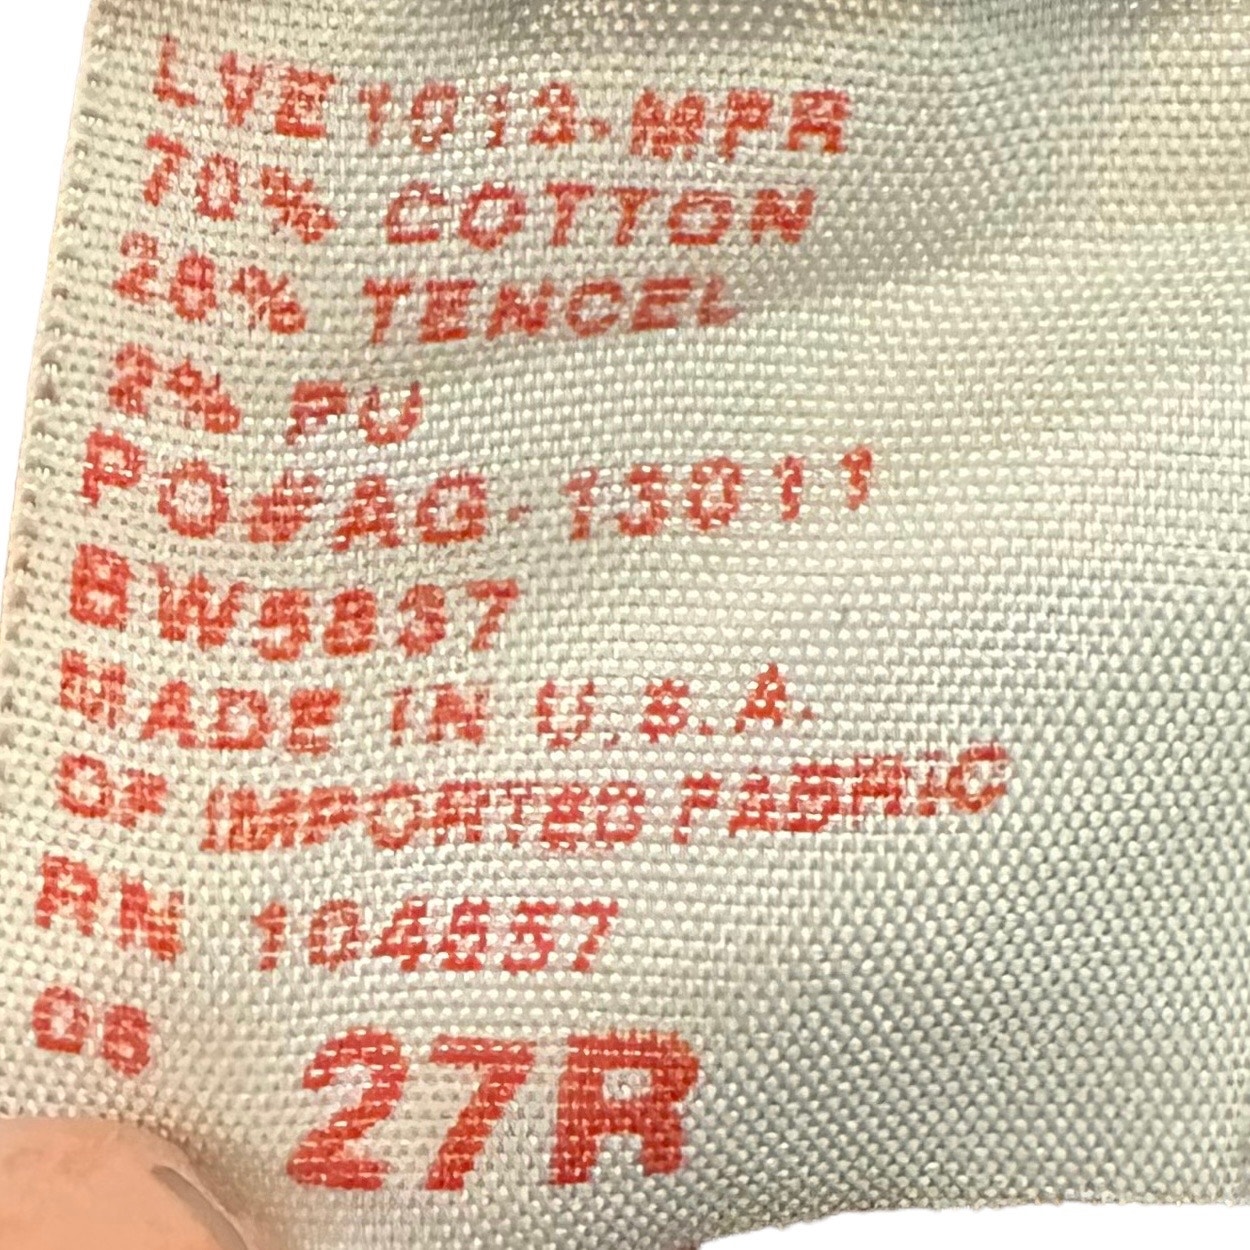 LVE1013-MPR
70% COTTON
28% TENCEL
2% PU
PO#AG-13011
BW5837
MADE IN U.S.A.
OF IMPORTED FABRIC
RN 104557
08
27R